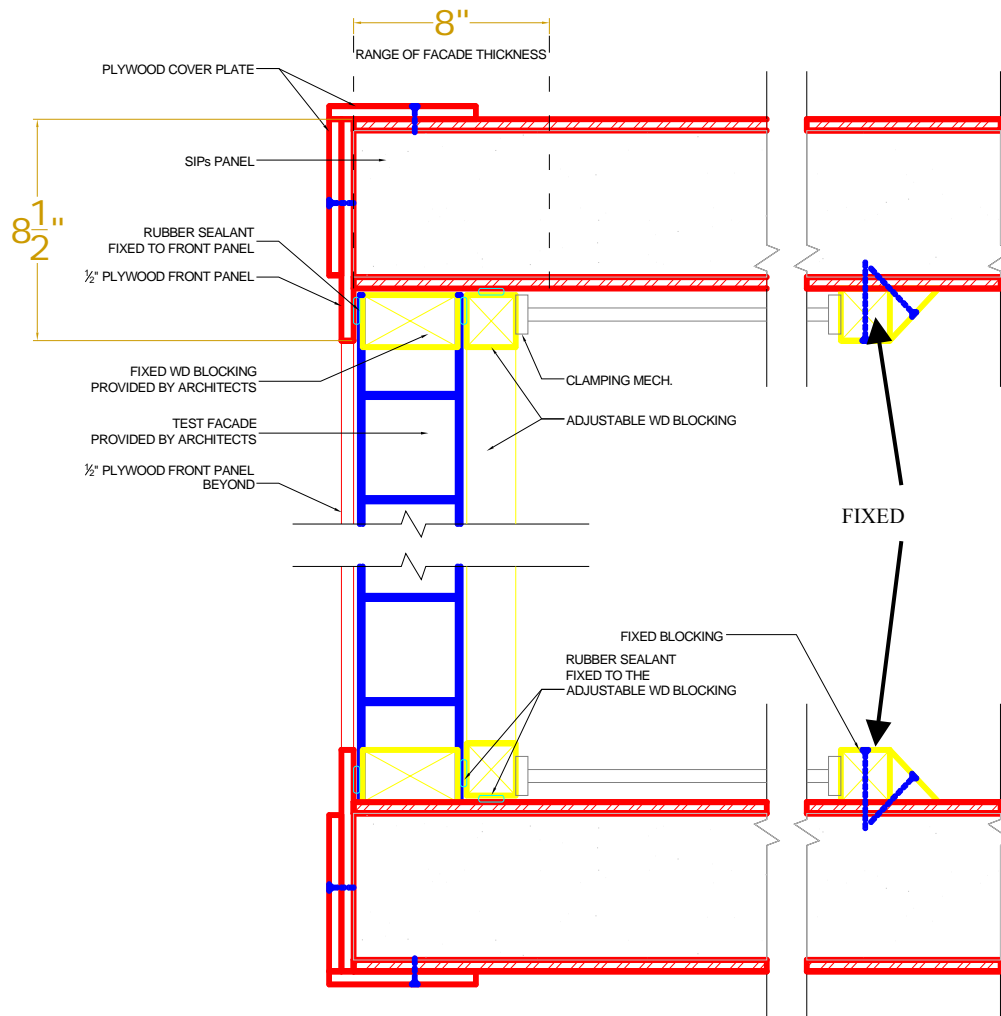 8"
RANGE OF FACADE THICKNESS
PLYWOOD COVER PLATE
SIPs PANEL
8 1/2"
RUBBER SEALANT
FIXED TO FRONT PANEL
½" PLYWOOD FRONT PANEL
FIXED WD BLOCKING
PROVIDED BY ARCHITECTS
CLAMPING MECH.
TEST FACADE
PROVIDED BY ARCHITECTS
ADJUSTABLE WD BLOCKING
½" PLYWOOD FRONT PANEL
BEYOND
FIXED
FIXED BLOCKING
RUBBER SEALANT
FIXED TO THE
ADJUSTABLE WD BLOCKING